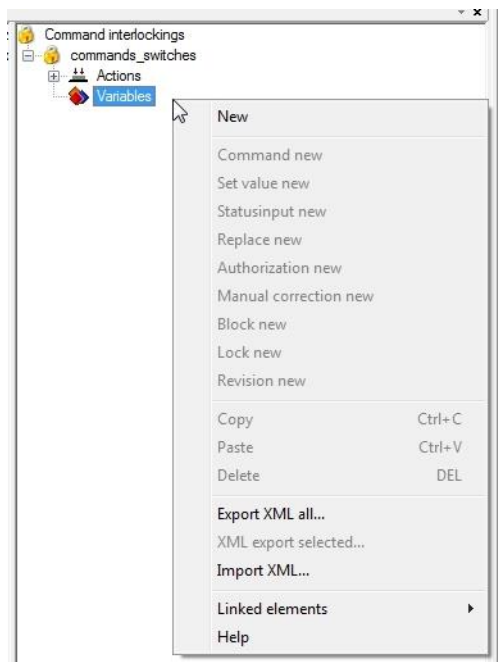 Command interlockings
commands_switches
Actions
Variables
New
Command new
Set value new
Statusinput new
Replace new
Authorization new
Manual correction new
Block new
Lock new
Revision new
Copy Ctrl+C
Paste Ctrl+V
Delete DEL
Export XML all...
XML export selected...
Import XML...
Linked elements
Help